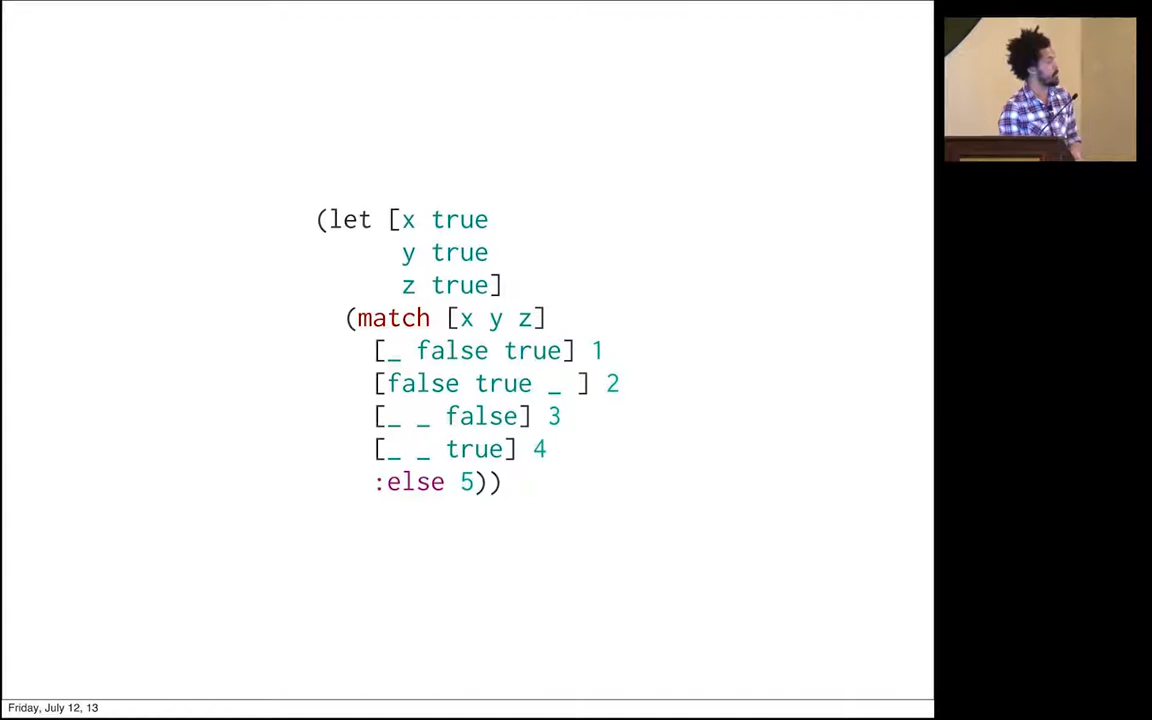 (let [x true
y true
z true]
(match [x y z]
[_ false true] 1
[false true _ ] 2
[_ _ false] 3
[_ _ true] 4
:else 5))
Friday, July 12, 13